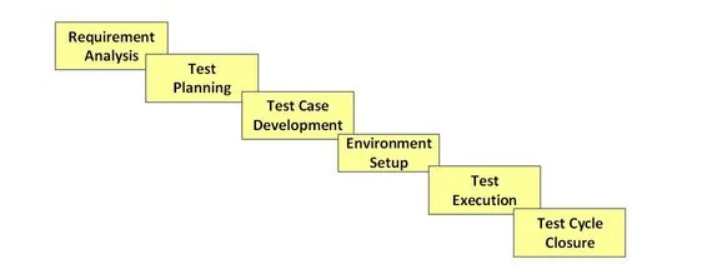 Requirement
Analysis
Test
Planning
Test Case
Development
Environment
Setup
Test
Execution
Test Cycle
Closure